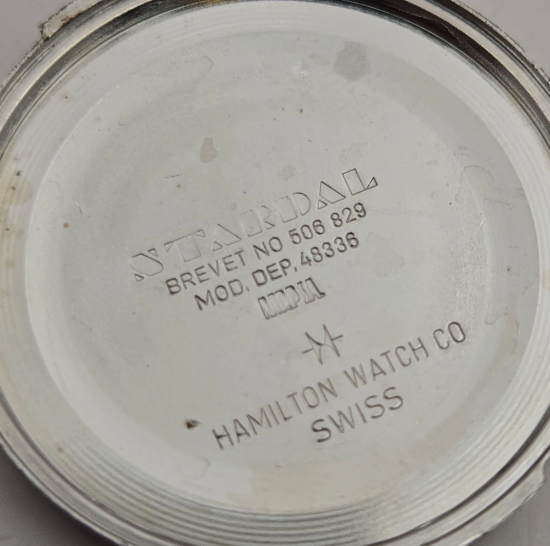 STARDAL
BREVET NO 506 829
MOD. DEP. 48336
HAMILTON WATCH CO
SWISS